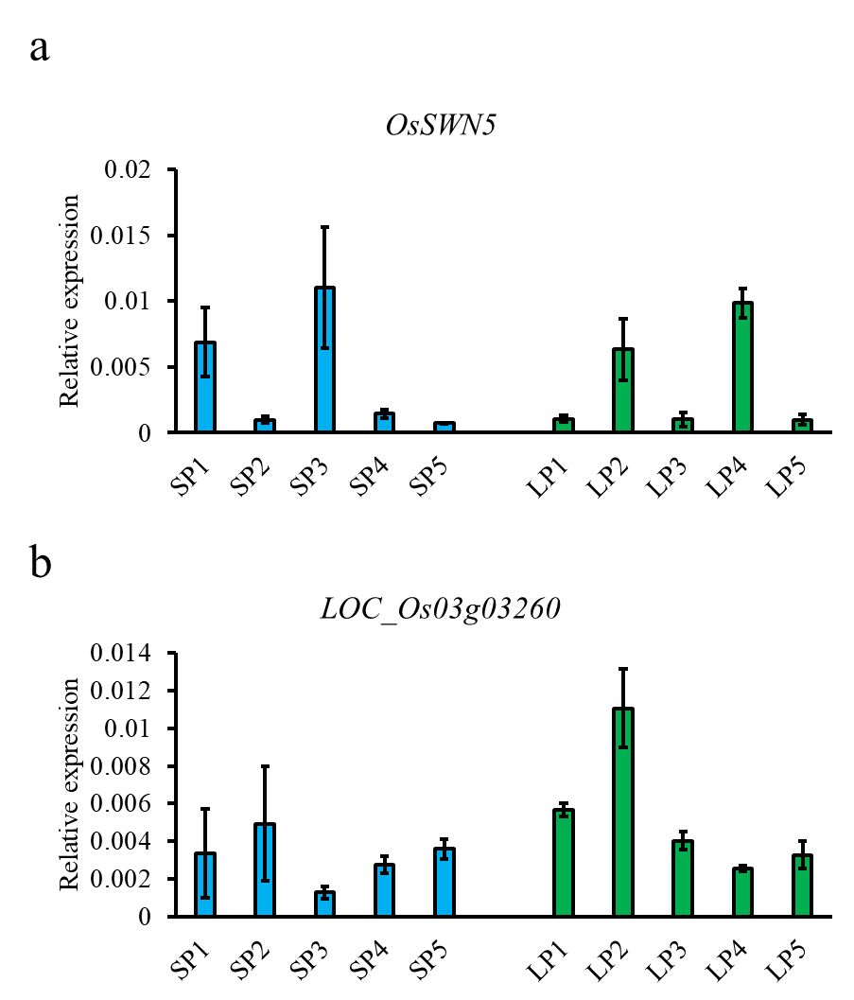 a
OsSWN5
Relative expression
0.02
0.015
0.01
0.005
0
SP1 SP2 SP3 SP4 SP5 LP1 LP2 LP3 LP4 LP5
b
LOC_Os03g03260
Relative expression
0.014
0.012
0.01
0.008
0.006
0.004
0.002
0
SP1 SP2 SP3 SP4 SP5 LP1 LP2 LP3 LP4 LP5